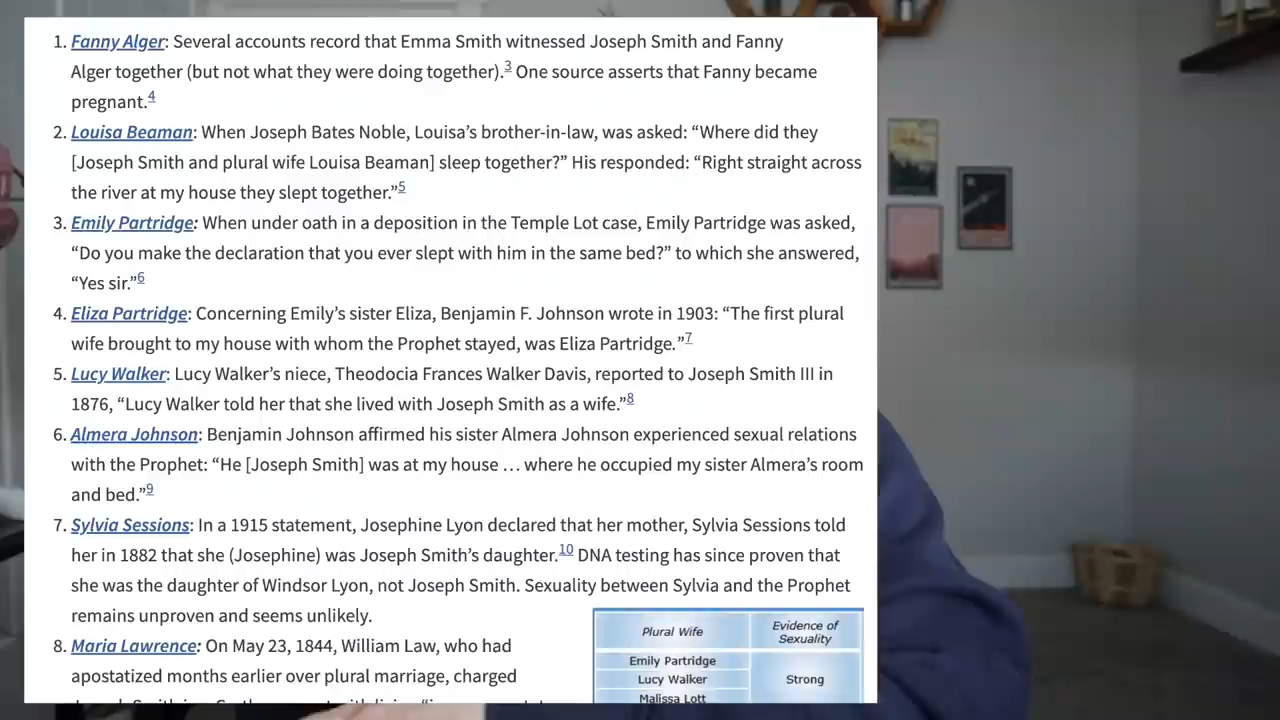 1. Fanny Alger: Several accounts record that Emma Smith witnessed Joseph Smith and Fanny
Alger together (but not what they were doing together).3 One source asserts that Fanny became
pregnant.4
2. Louisa Beaman: When Joseph Bates Noble, Louisa’s brother-in-law, was asked: “Where did they
[Joseph Smith and plural wife Louisa Beaman] sleep together?” His responded: “Right straight across
the river at my house they slept together.”5
3. Emily Partridge: When under oath in a deposition in the Temple Lot case, Emily Partridge was asked,
“Do you make the declaration that you ever slept with him in the same bed?” to which she answered,
“Yes sir.”6
4. Eliza Partridge: Concerning Emily’s sister Eliza, Benjamin F. Johnson wrote in 1903: “The first plural
wife brought to my house with whom the Prophet stayed, was Eliza Partridge.”7
5. Lucy Walker: Lucy Walker’s niece, Theodocia Frances Walker Davis, reported to Joseph Smith III in
1876, “Lucy Walker told her that she lived with Joseph Smith as a wife.”8
6. Almera Johnson: Benjamin Johnson affirmed his sister Almera Johnson experienced sexual relations
with the Prophet: “He [Joseph Smith] was at my house … where he occupied my sister Almera’s room
and bed.”9
7. Sylvia Sessions: In a 1915 statement, Josephine Lyon declared that her mother, Sylvia Sessions told
her in 1882 that she (Josephine) was Joseph Smith’s daughter.10 DNA testing has since proven that
she was the daughter of Windsor Lyon, not Joseph Smith. Sexuality between Sylvia and the Prophet
remains unproven and seems unlikely.
8. Maria Lawrence: On May 23, 1844, William Law, who had
apostatized months earlier over plural marriage, charged
Plural Wife
Evidence of
Sexuality
Emily Partridge
Lucy Walker
Malissa Lott
Strong